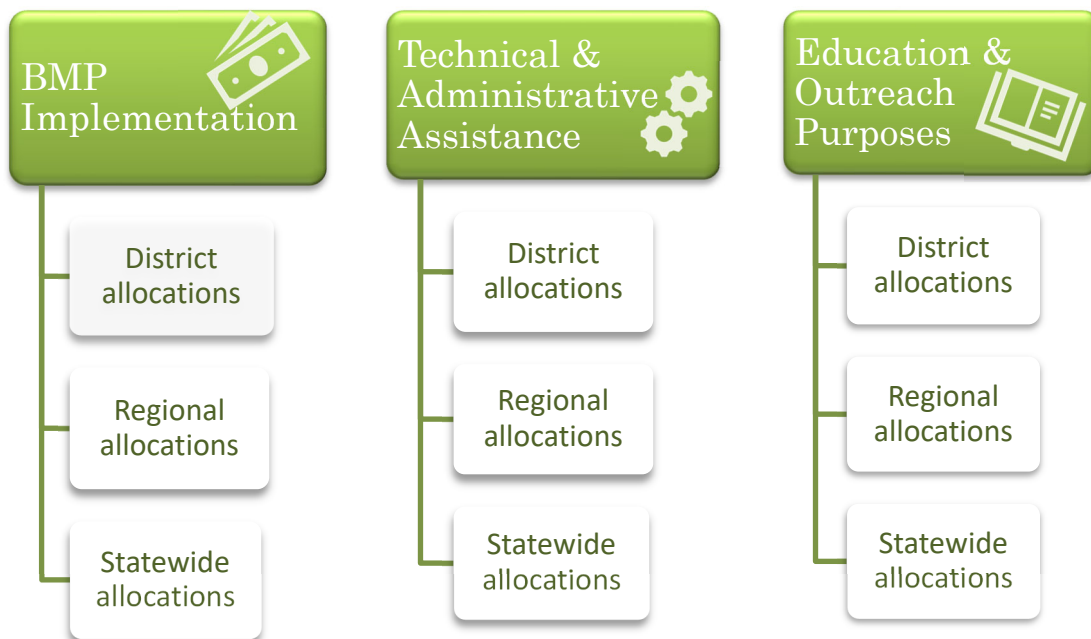 BMP
Implementation
District
allocations
Regional
allocations
Statewide
allocations
Technical &
Administrative
Assistance
District
allocations
Regional
allocations
Statewide
allocations
Education &
Outreach
Purposes
District
allocations
Regional
allocations
Statewide
allocations